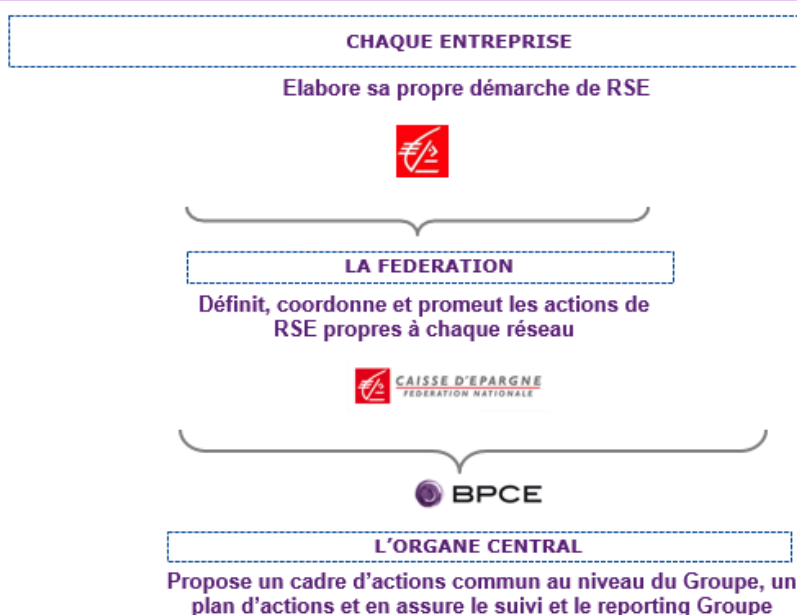 CHAQUE ENTREPRISE
Elabore sa propre démarche de RSE
LA FEDERATION
Définit, coordonne et promeut les actions de
RSE propres à chaque réseau
CAISSE D'EPARGNE
FEDERATION NATIONALE
BPCE
L'ORGANE CENTRAL
Propose un cadre d'actions commun au niveau du Groupe, un
plan d'actions et en assure le suivi et le reporting Groupe